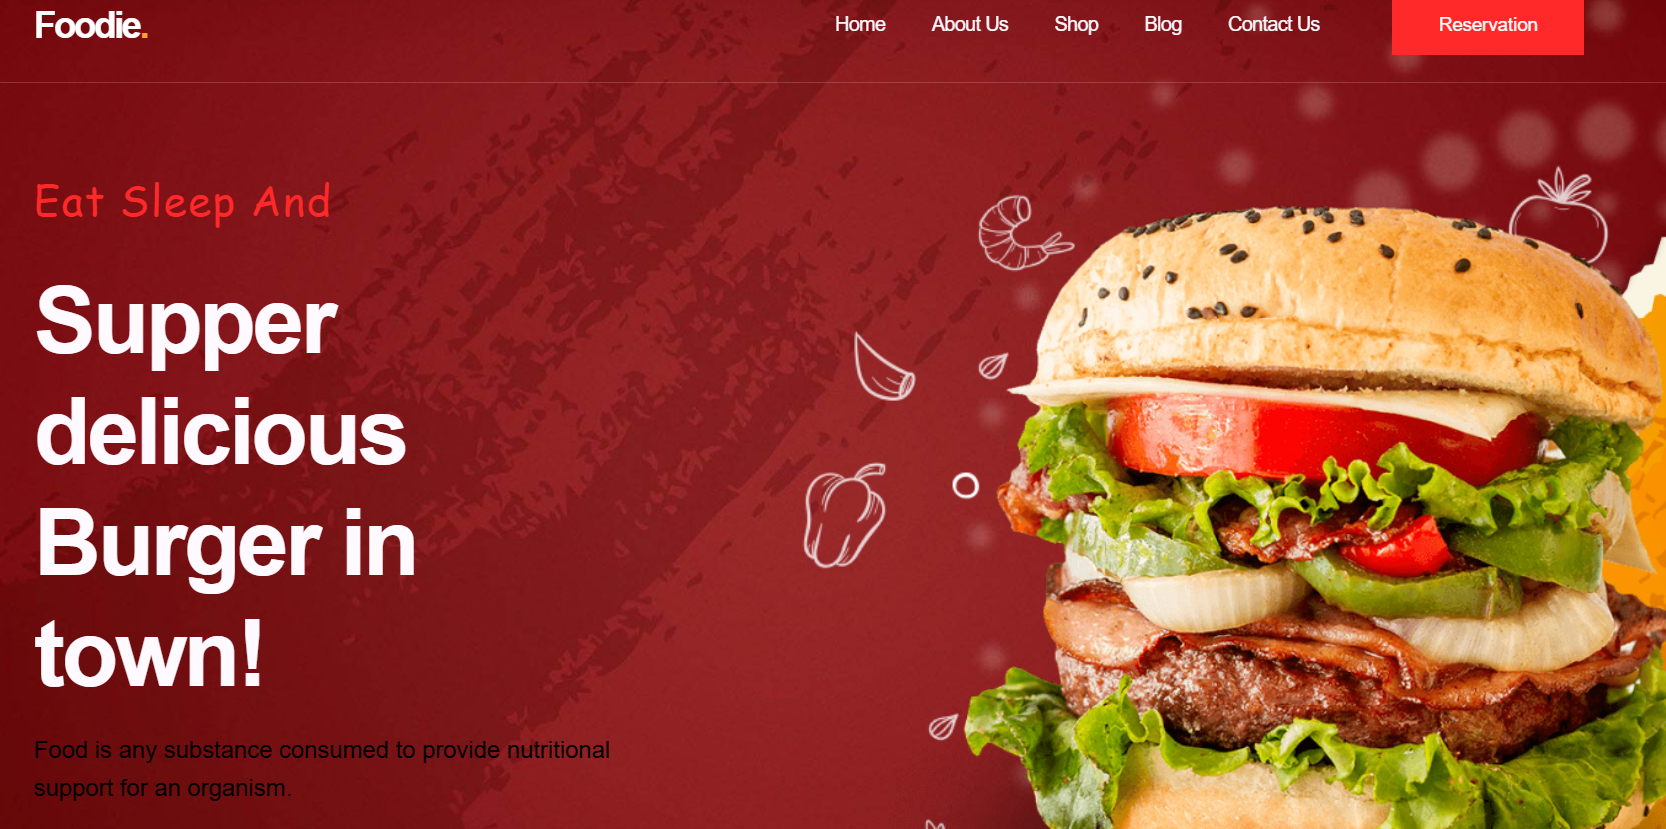 Foodie.
Home About Us Shop Blog Contact Us Reservation
Eat Sleep And
Supper
delicious
Burger in
town!
Food is any substance consumed to provide nutritional
support for an organism.